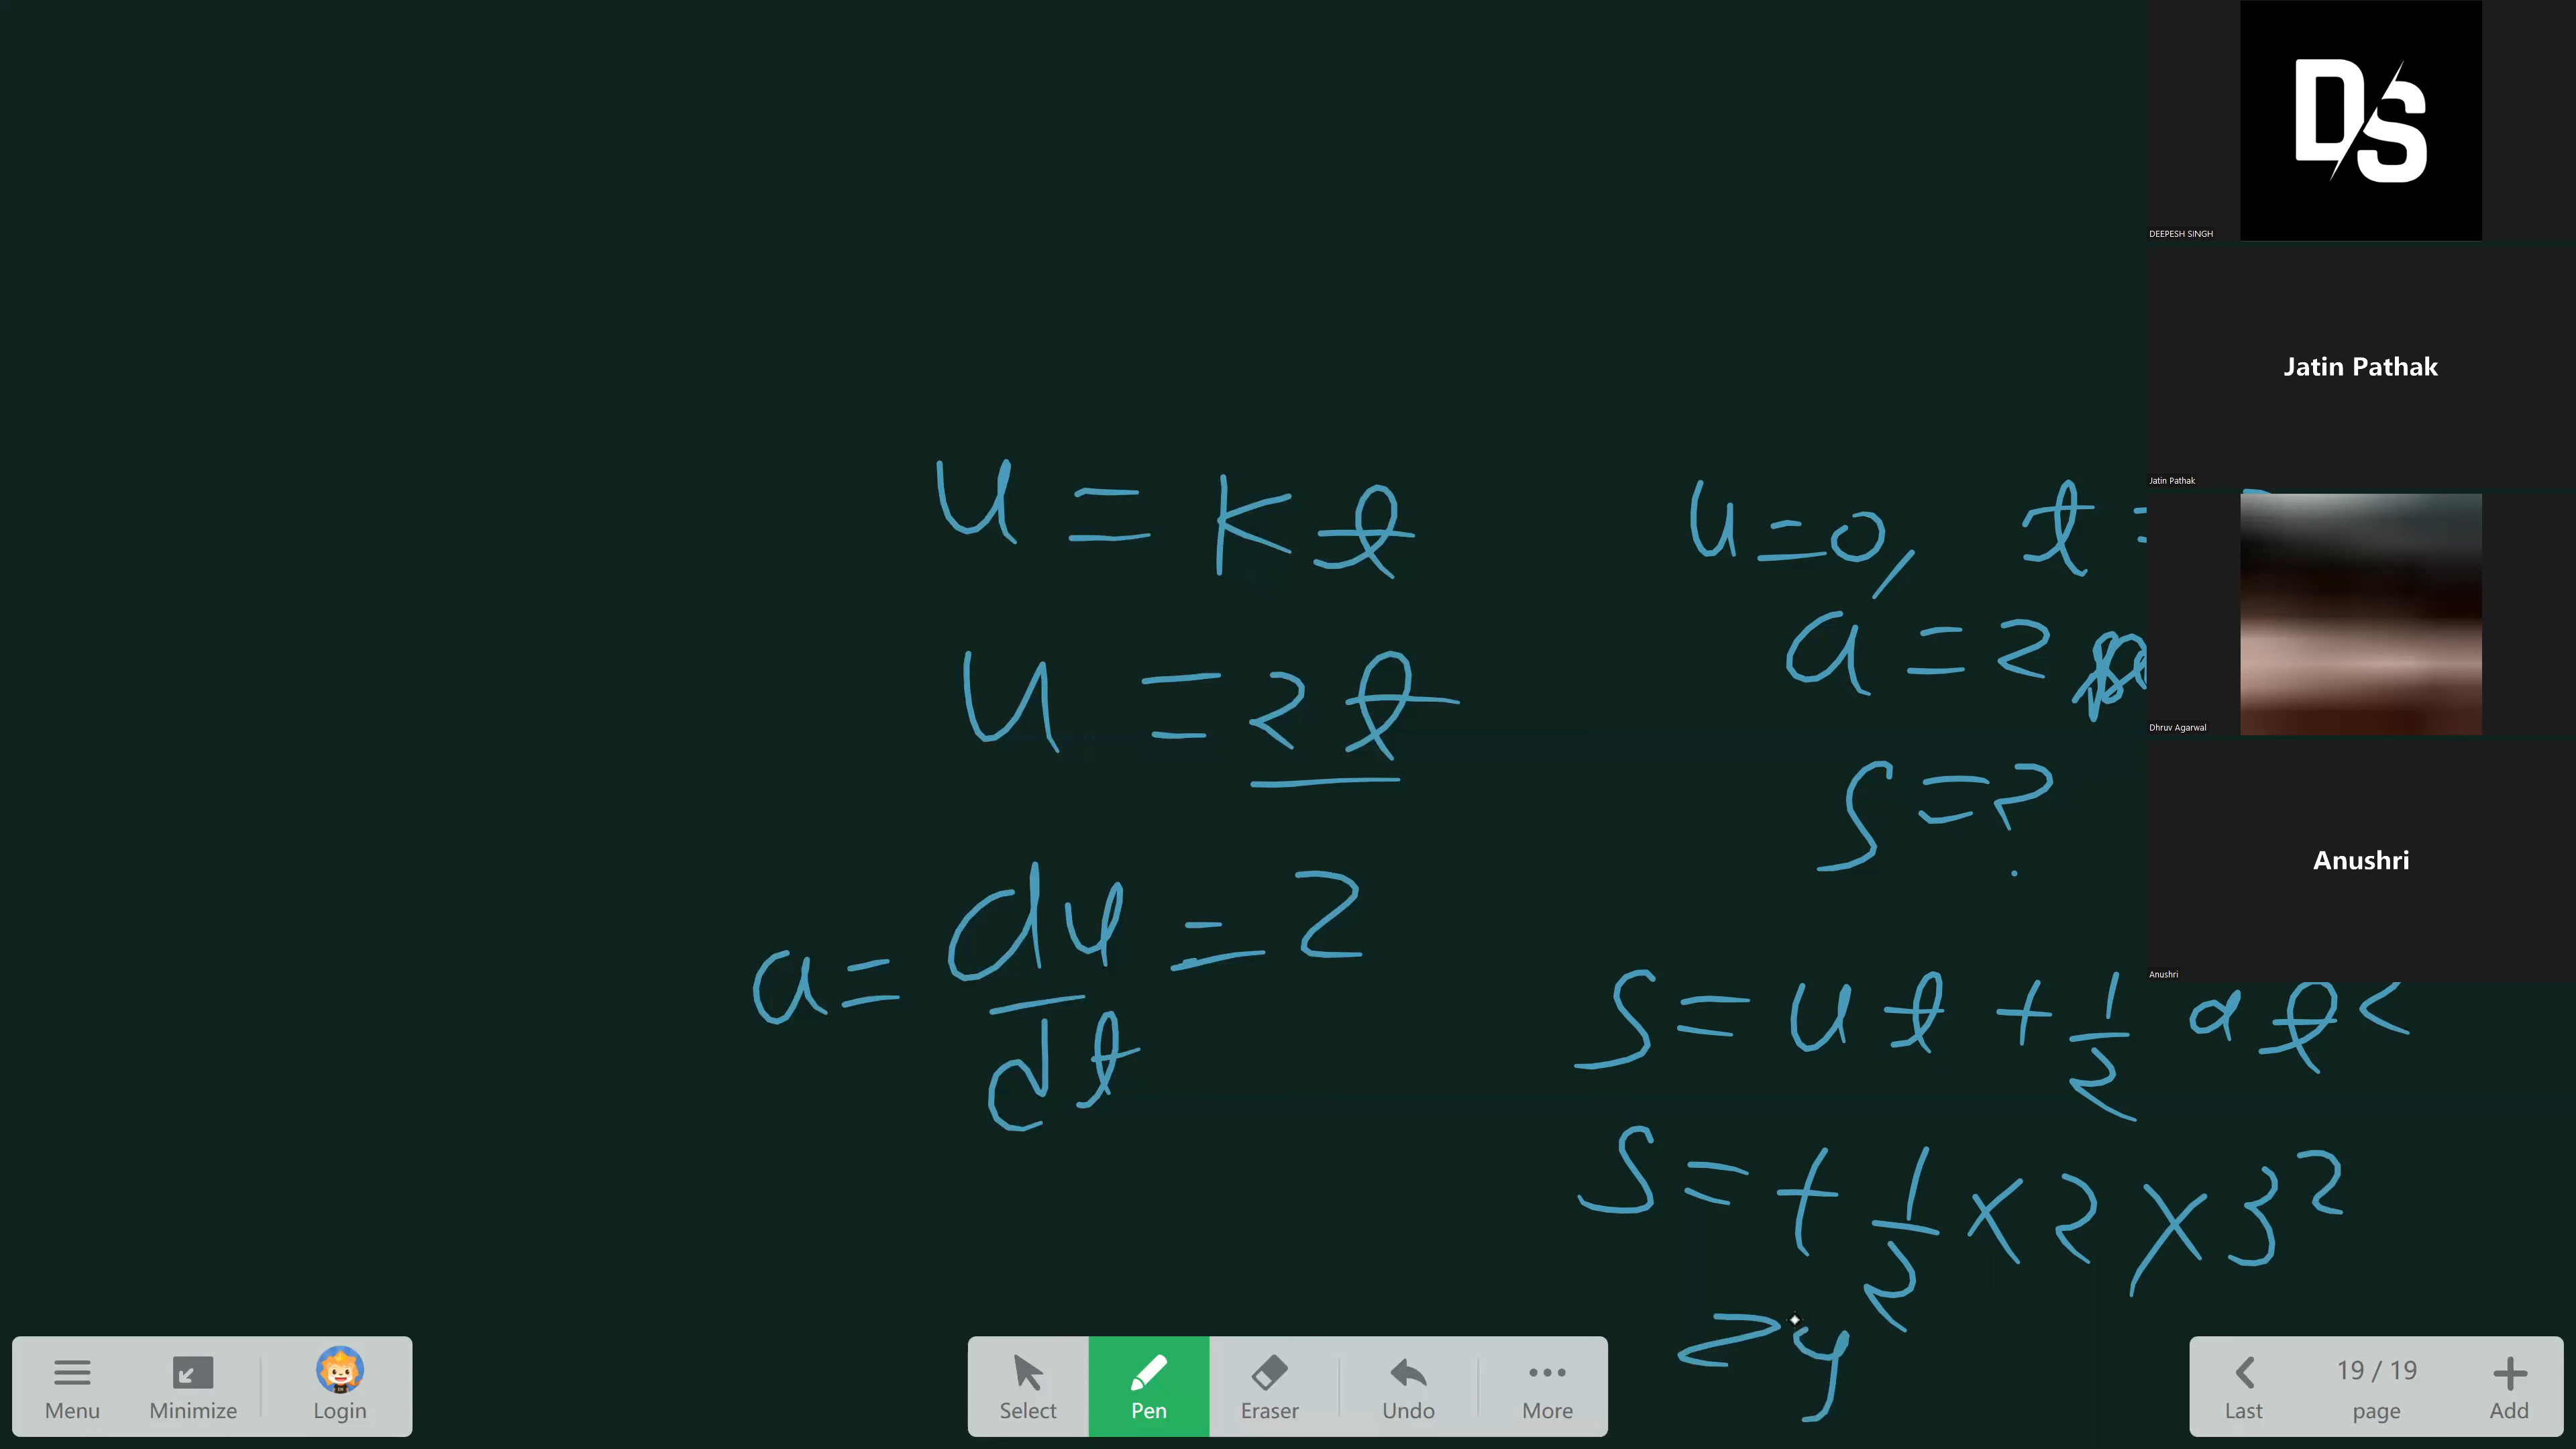 DS
DEEPESH SINGH
Jatin Pathak
Jatin Pathak
Dhruv Agarwal
Anushri
Anushri
u = kt
u = 2t
a = du/dt = 2
u = 0, t =
a = 2
S = ?
S = ut + 1/2 at<
S = + 1/2 × 2 × 3²
= 9
Menu
Minimize
Login
Select
Pen
Eraser
Undo
More
Last
19 / 19
page
Add